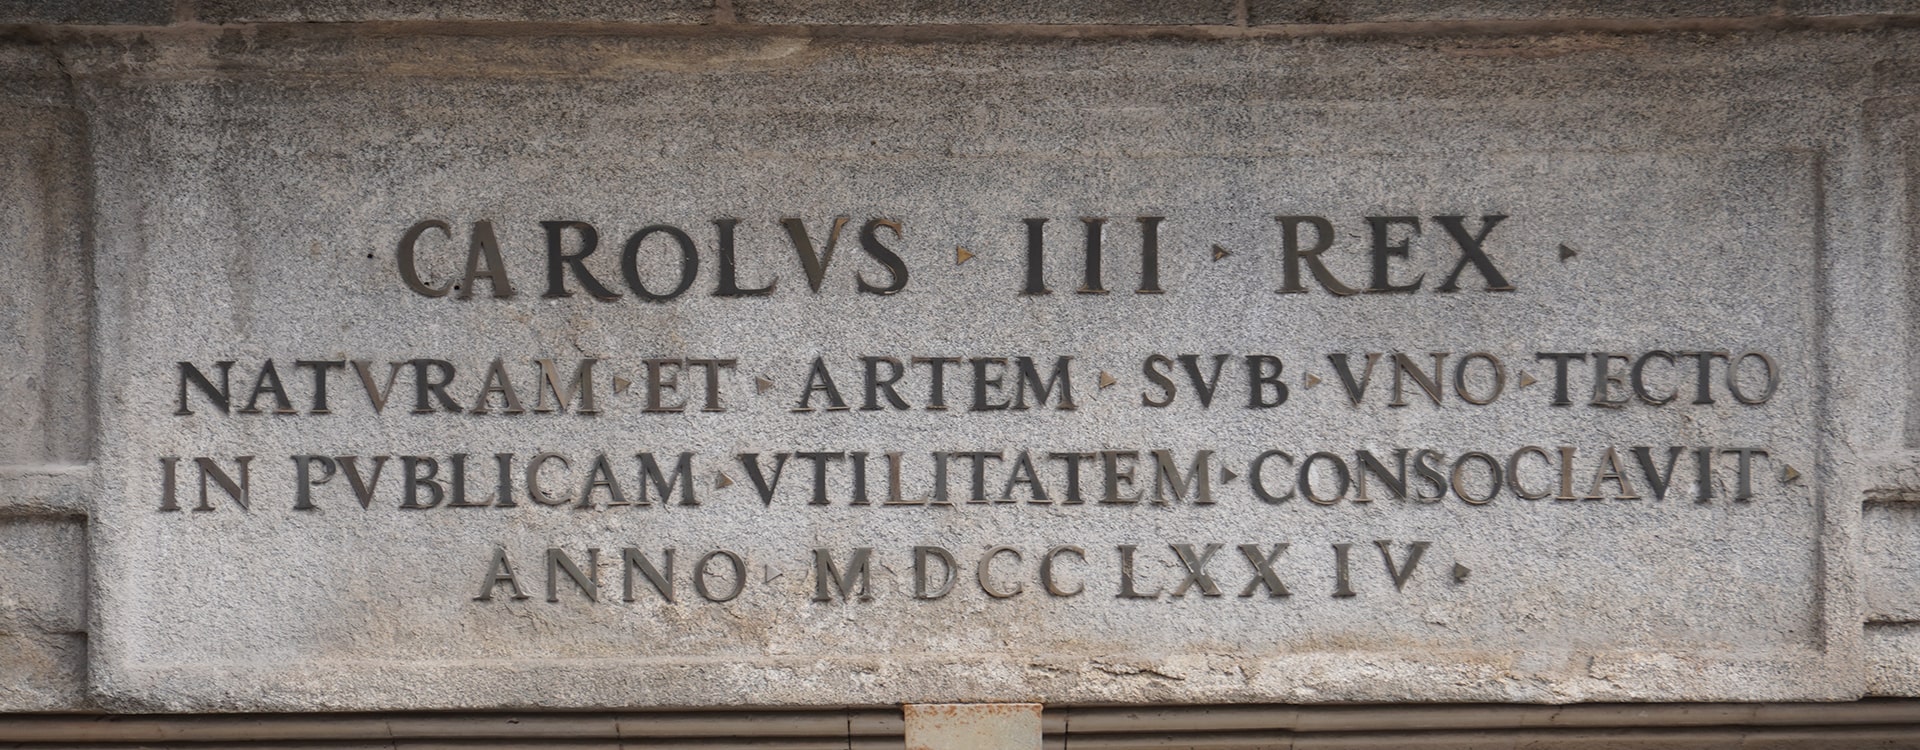 CAROLVS ‣ III ‣ REX ‣
NATVRAM ‣ ET ‣ ARTEM ‣ SVB ‣ VNO ‣ TECTO
IN PVBLICAM ‣ VTILITATEM ‣ CONSOCIAVIT ‣
ANNO ‣ MDCCLXXIV ‣